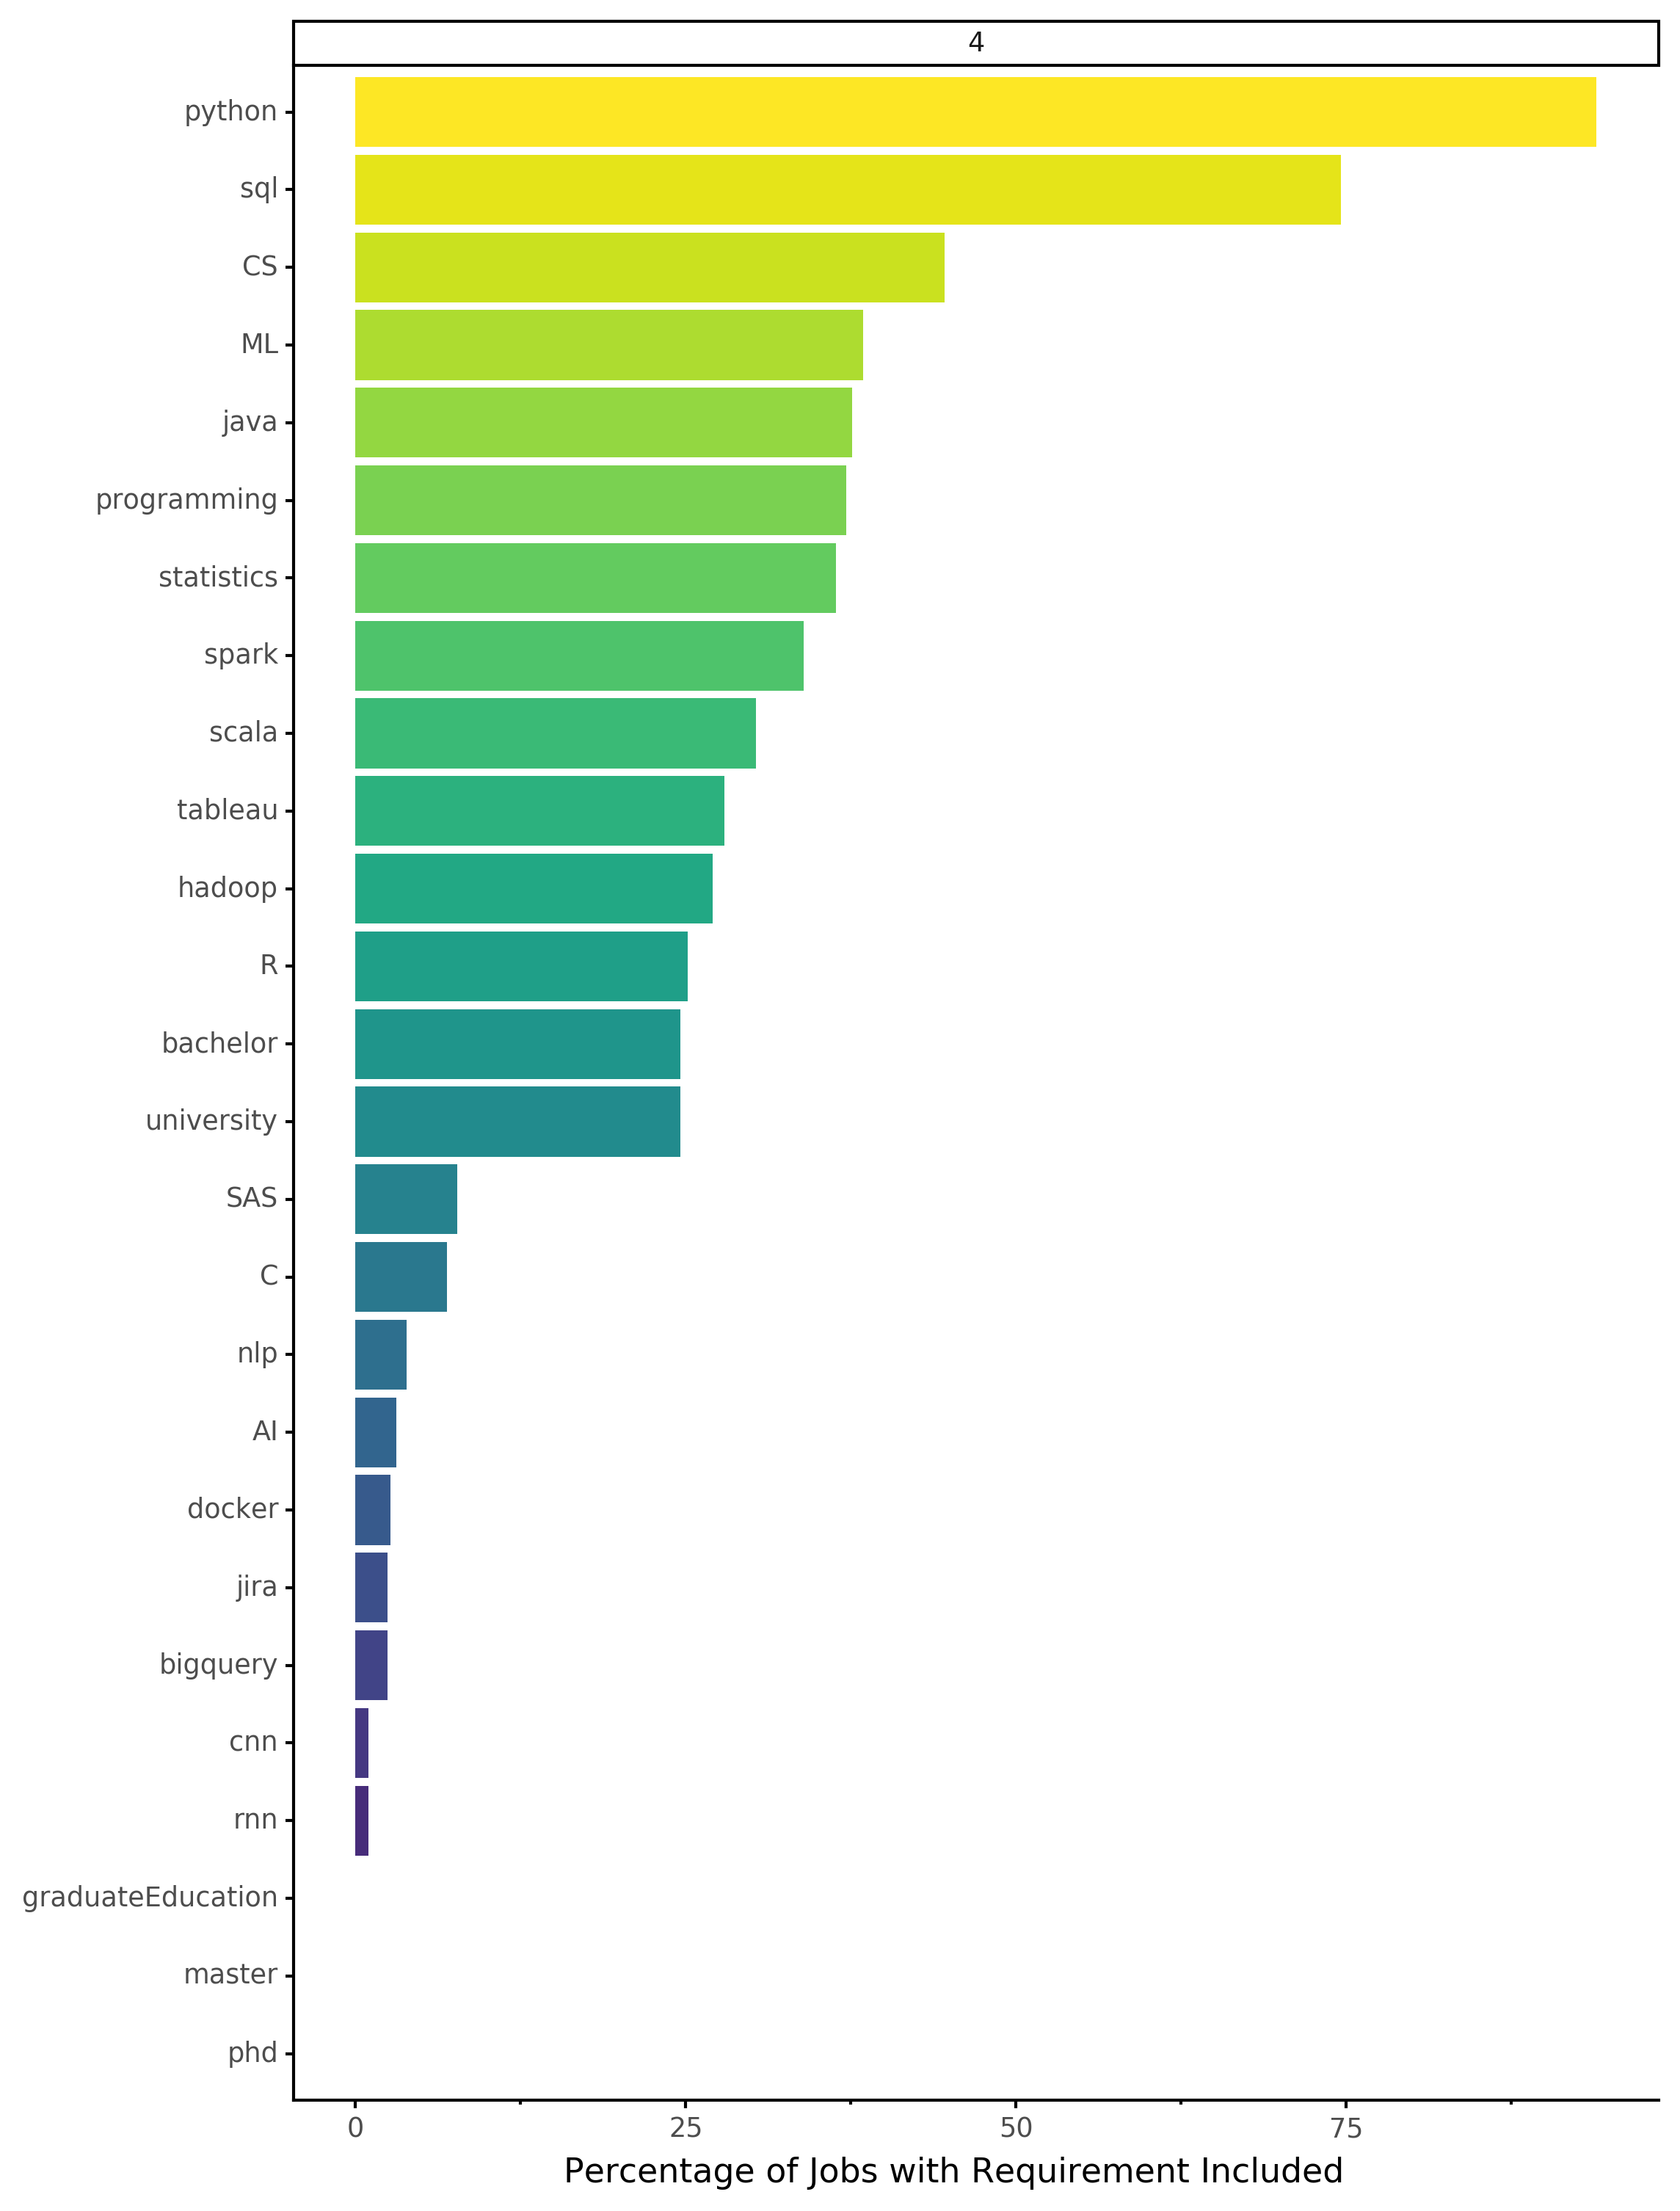 4
python
sql
CS
ML
java
programming
statistics
spark
scala
tableau
hadoop
R
bachelor
university
SAS
C
nlp
AI
docker
jira
bigquery
cnn
rnn
graduateEducation
master
phd
0 25 50 75
Percentage of Jobs with Requirement Included